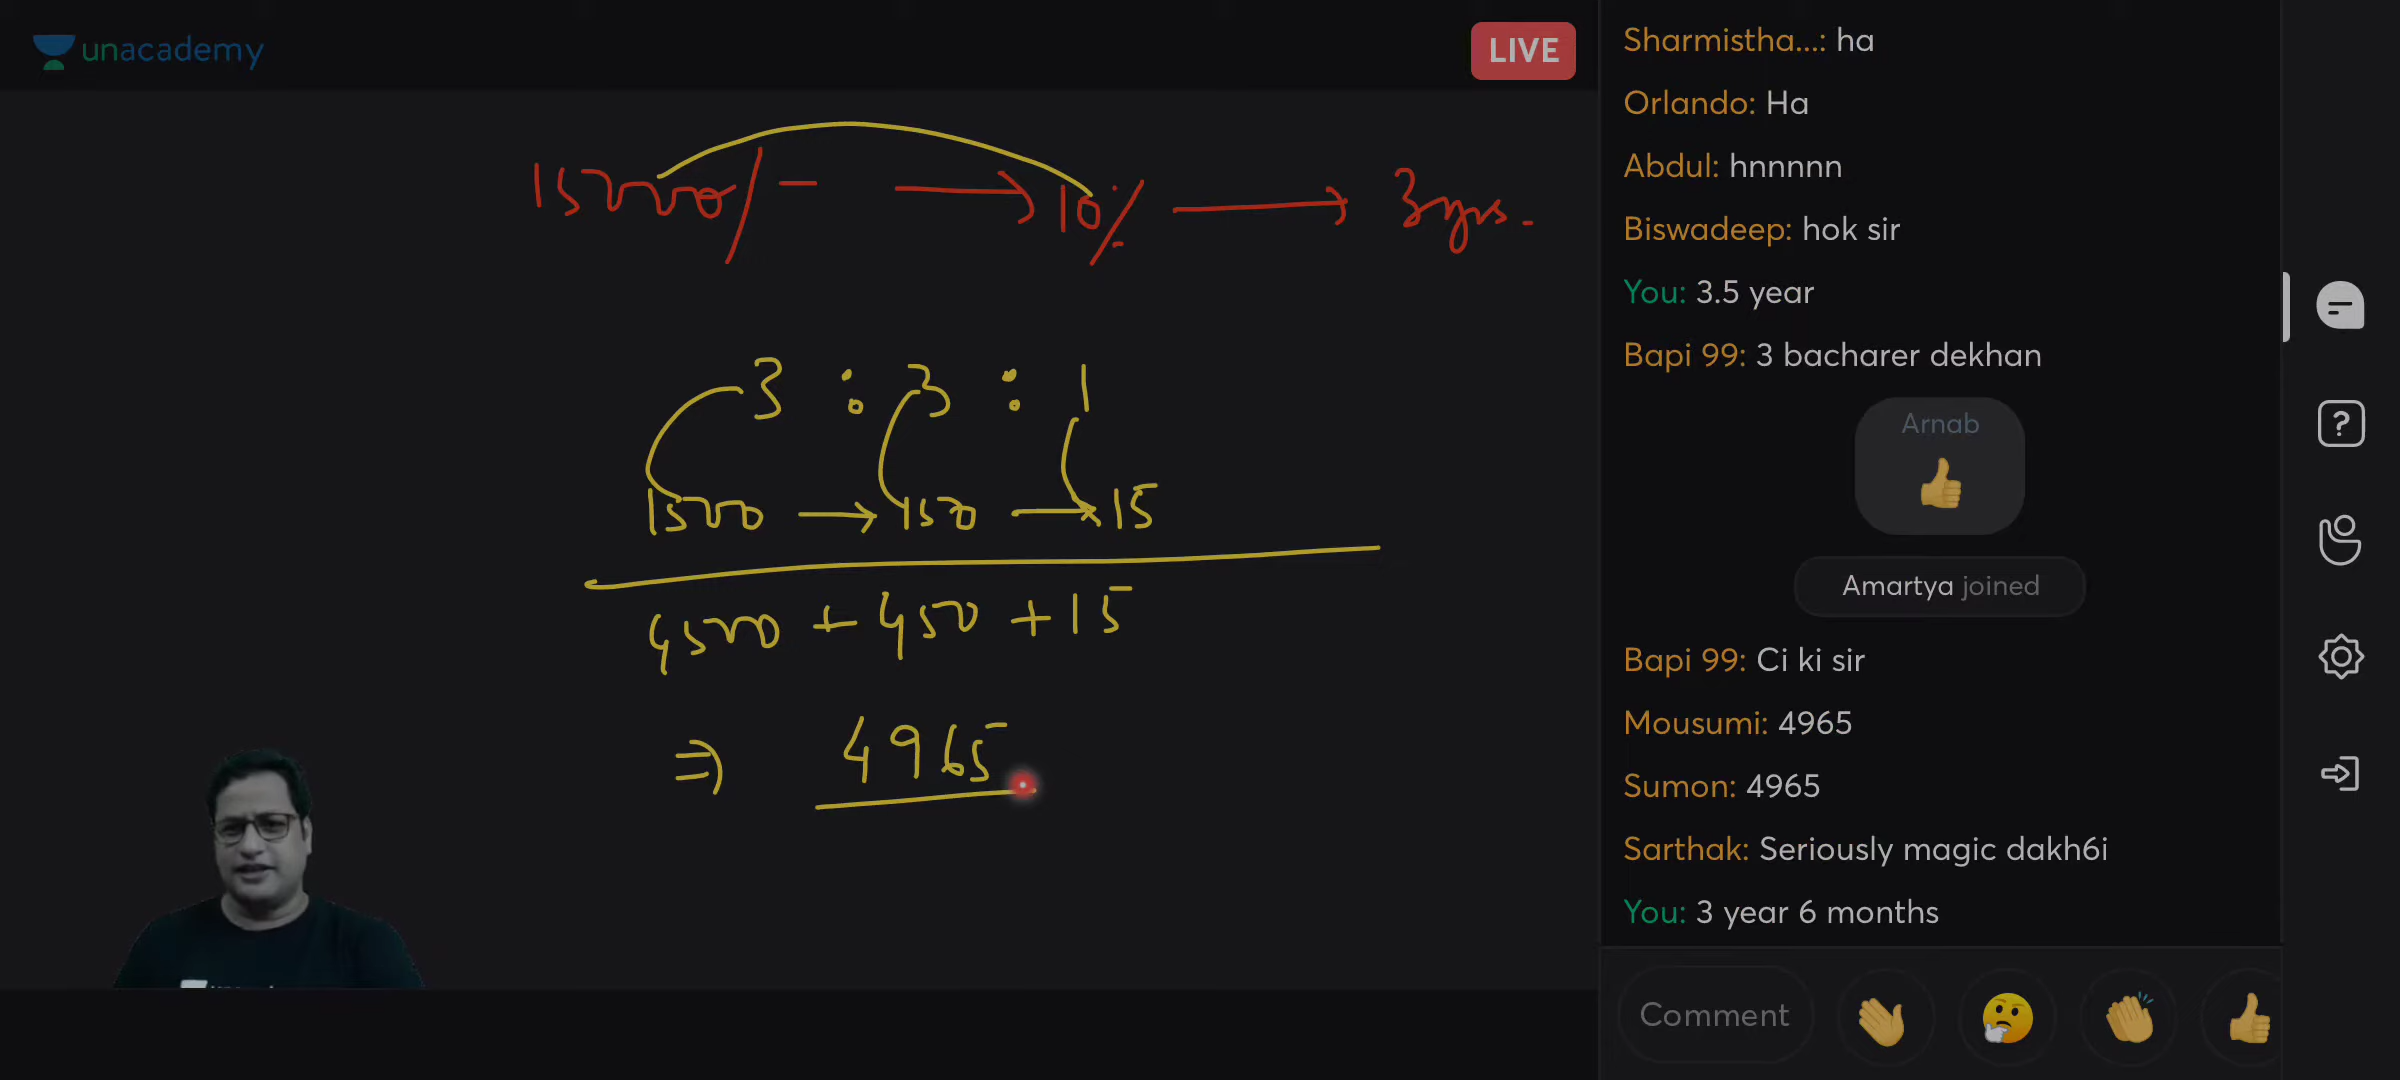 unacademy
LIVE
15000/- → 10% → 3yrs.
3 : 3 : 1
1500 → 150 → 15
4500 + 450 + 15
⇒ 4965
Sharmistha...: ha
Orlando: Ha
Abdul: hnnnnn
Biswadeep: hok sir
You: 3.5 year
Bapi 99: 3 bacharer dekhan
Arnab
Amartya joined
Bapi 99: Ci ki sir
Mousumi: 4965
Sumon: 4965
Sarthak: Seriously magic dakh6i
You: 3 year 6 months
Comment